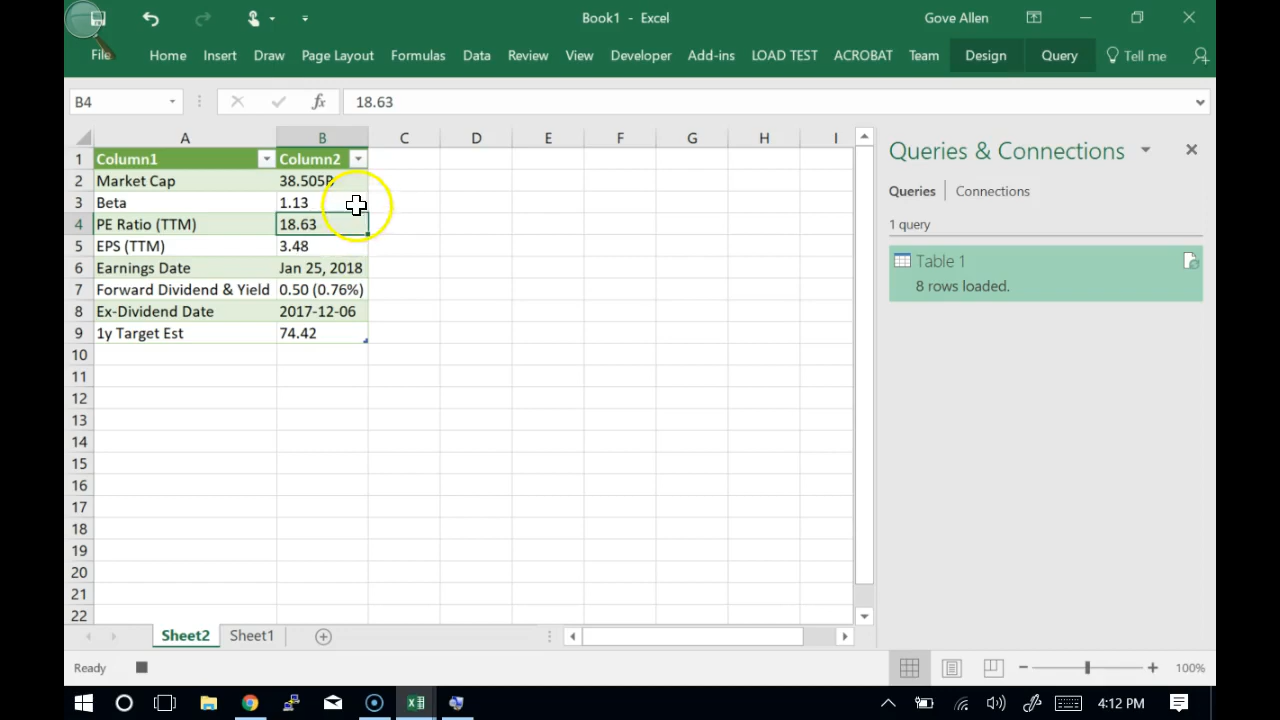 Book1 - Excel
Gove Allen
File Home Insert Draw Page Layout Formulas Data Review View Developer Add-ins LOAD TEST ACROBAT Team Design Query Tell me
B4 fx 18.63
A B C D E F G H I
1 Column1 Column2
2 Market Cap 38.505B
3 Beta 1.13
4 PE Ratio (TTM) 18.63
5 EPS (TTM) 3.48
6 Earnings Date Jan 25, 2018
7 Forward Dividend & Yield 0.50 (0.76%)
8 Ex-Dividend Date 2017-12-06
9 1y Target Est 74.42
10
11
12
13
14
15
16
17
18
19
20
21
22
Queries & Connections
Queries Connections
1 query
Table 1
8 rows loaded.
Sheet2 Sheet1
Ready
100%
4:12 PM